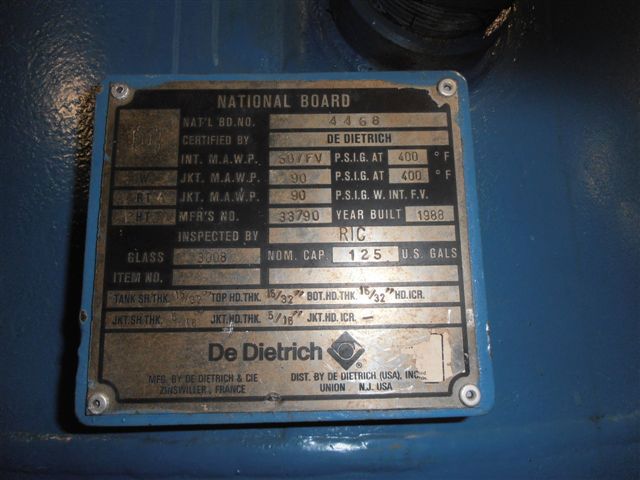 NATIONAL BOARD
U
NAT'L BD.NO. 4468
CERTIFIED BY DE DIETRICH
INT. M.A.W.P. 50/FV P.S.I.G. AT 400 °F
W JKT. M.A.W.P. 90 P.S.I.G. AT 400 °F
RT JKT. M.A.W.P. 90 P.S.I.G. W. INT. F.V.
HT MFR'S NO. 33790 YEAR BUILT 1988
INSPECTED BY RIC
GLASS 3008 NOM. CAP. 125 U.S. GALS
ITEM NO.
TANK SH.THK. TOP HD.THK. 15/32" BOT.HD.THK. 15/32" HD.ICR.
JKT.SH.THK. JKT.HD.THK. 5/16" JKT.HD.ICR. —
De Dietrich ®
MFG. BY DE DIETRICH & CIE DIST. BY DE DIETRICH (USA), INC.
ZINSWILLER, FRANCE UNION N.J. USA